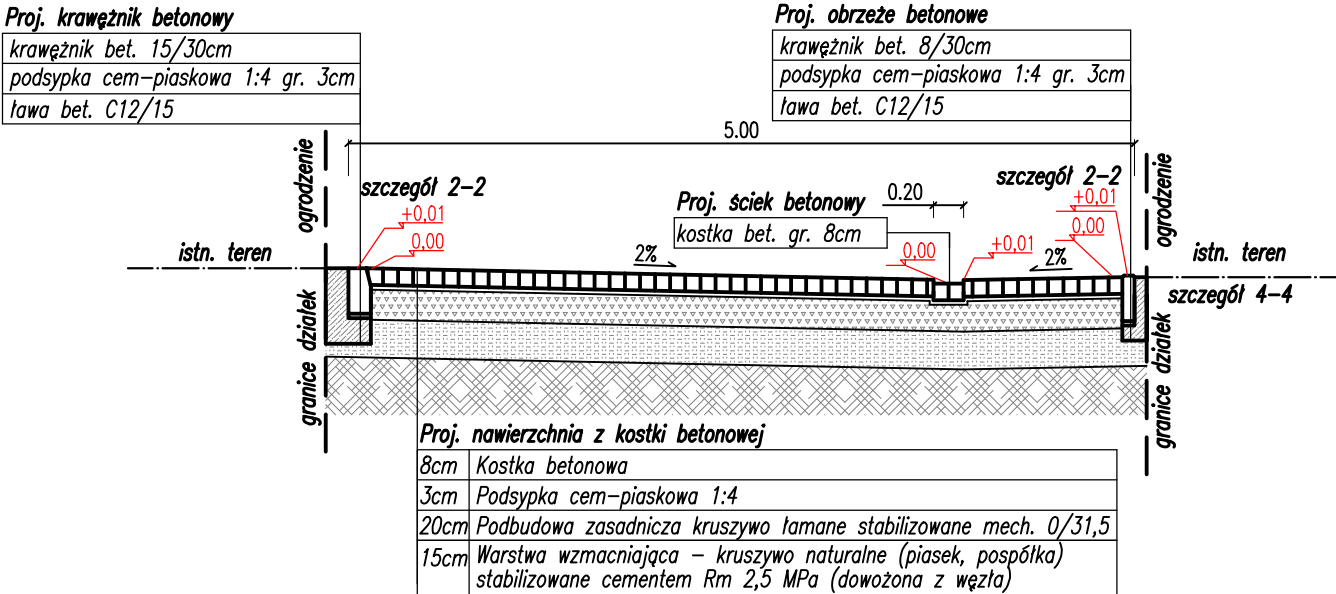 Proj. krawężnik betonowy
krawężnik bet. 15/30cm
podsypka cem-piaskowa 1:4 gr. 3cm
ława bet. C12/15
Proj. obrzeże betonowe
krawężnik bet. 8/30cm
podsypka cem-piaskowa 1:4 gr. 3cm
ława bet. C12/15
5.00
ogrodzenie
szczegół 2-2
+0,01
0,00
istn. teren
2%
Proj. ściek betonowy
kostka bet. gr. 8cm
0.20
0,00
+0,01
szczegół 2-2
+0,01
0,00
2%
ogrodzenie
istn. teren
szczegół 4-4
granice działek
granice działek
Proj. nawierzchnia z kostki betonowej
8cm Kostka betonowa
3cm Podsypka cem-piaskowa 1:4
20cm Podbudowa zasadnicza kruszywo łamane stabilizowane mech. 0/31,5
15cm Warstwa wzmacniająca – kruszywo naturalne (piasek, pospółka)
stabilizowane cementem Rm 2,5 MPa (dowożona z węzła)